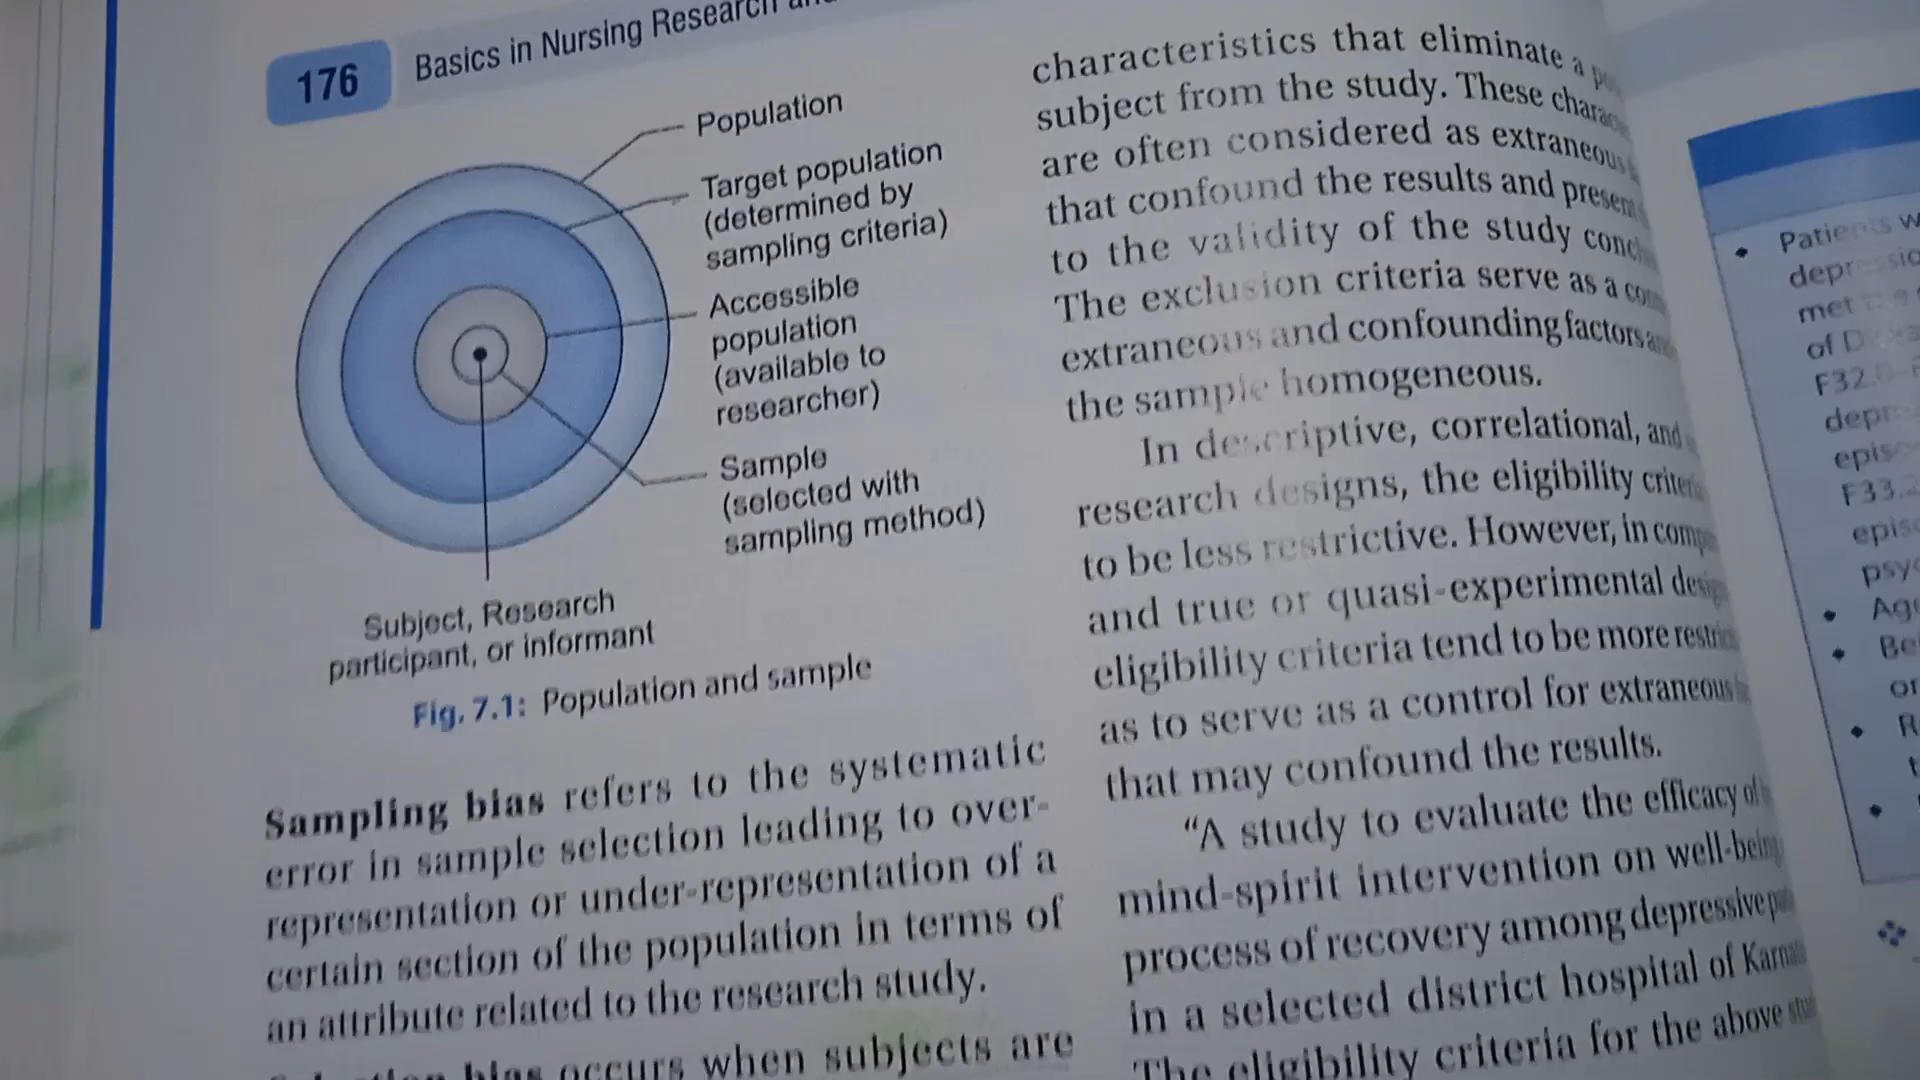 176
Basics in Nursing Research
Population
Target population
(determined by
sampling criteria)
Accessible
population
(available to
researcher)
Sample
(selected with
sampling method)
Subject, Research
participant, or informant
Fig. 7.1: Population and sample
Sampling bias refers to the systematic
error in sample selection leading to over-
representation or under-representation of a
certain section of the population in terms of
an attribute related to the research study.
bias occurs when subjects are
characteristics that eliminate a
subject from the study. These
are often considered as extraneous
that confound the results and
to the validity of the study
The exclusion criteria serve as a
extraneous and confounding factors
the sample homogeneous.
In descriptive, correlational, and
research designs, the eligibility
to be less restrictive. However, in
and true or quasi-experimental
eligibility criteria tend to be more
as to serve as a control for extraneous
that may confound the results.
“A study to evaluate the efficacy of
mind-spirit intervention on well-being
process of recovery among depressive
in a selected district hospital of
The eligibility criteria for the above
Patients
met
of